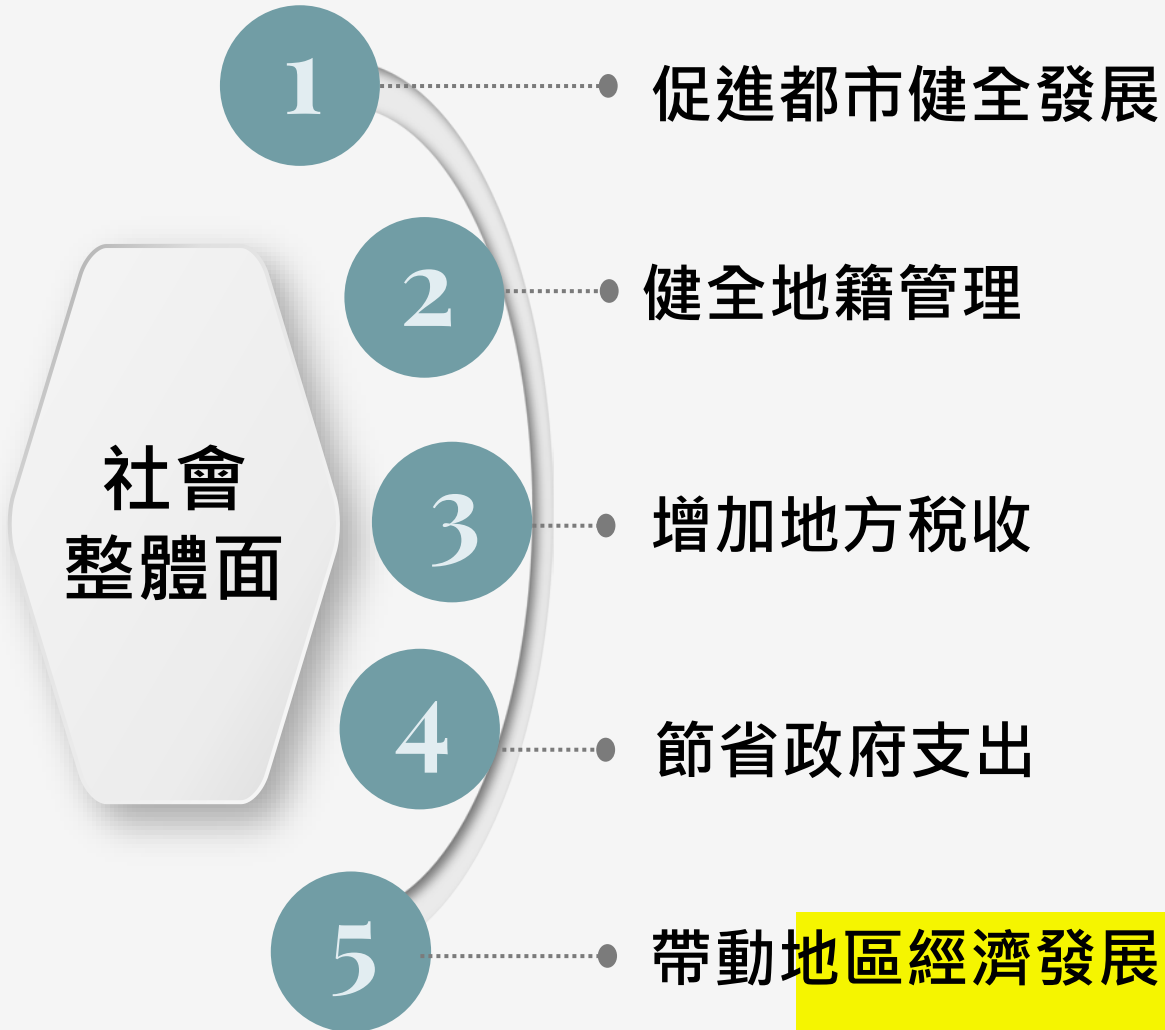 社會
整體面
1
促進都市健全發展
2
健全地籍管理
3
增加地方稅收
4
節省政府支出
5
帶動地區經濟發展